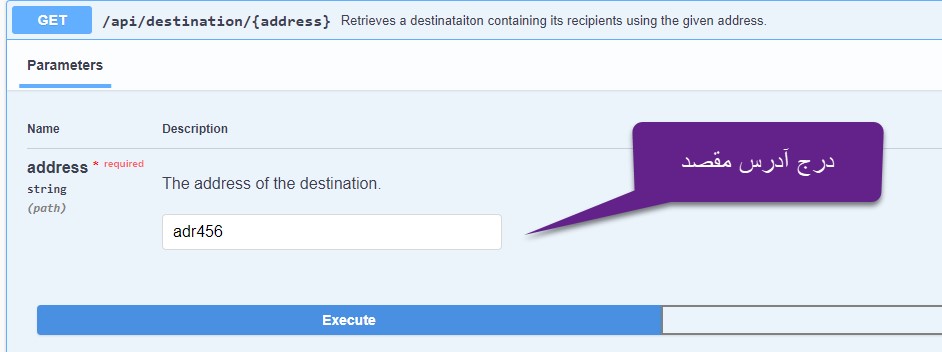 GET /api/destination/{address} Retrieves a destinataiton containing its recipients using the given address.
Parameters
Name Description
address * required
string
(path)
The address of the destination.
adr456
درج آدرس مقصد
Execute